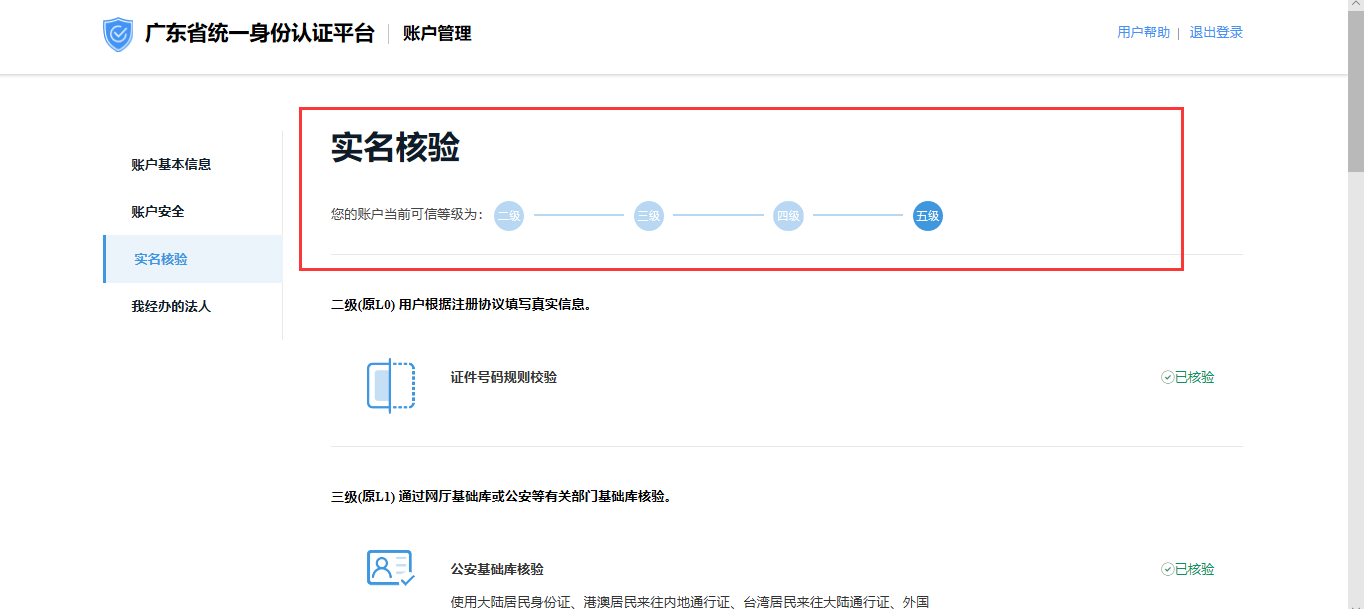 广东省统一身份认证平台 | 账户管理
用户帮助 | 退出登录
账户基本信息
账户安全
实名核验
我经办的法人
实名核验
您的账户当前可信等级为： 二级 三级 四级 五级
二级(原L0) 用户根据注册协议填写真实信息。
证件号码规则校验
已核验
三级(原L1) 通过网厅基础库或公安等有关部门基础库核验。
公安基础库核验
已核验
使用大陆居民身份证、港澳居民来往内地通行证、台湾居民来往大陆通行证、外国